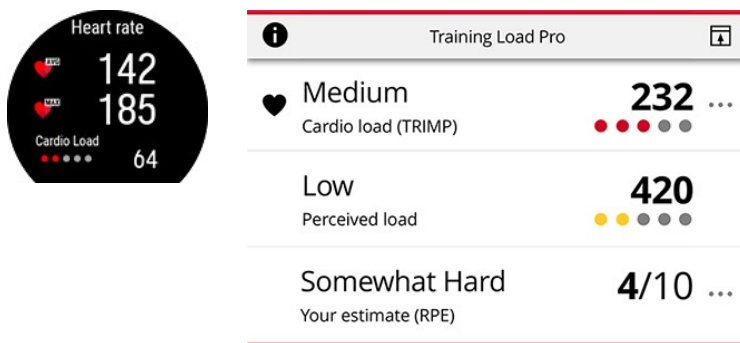 Heart rate
AVG 142
MAX 185
Cardio Load
64
Training Load Pro
Medium 232
Cardio load (TRIMP)
Low 420
Perceived load
Somewhat Hard 4/10
Your estimate (RPE)